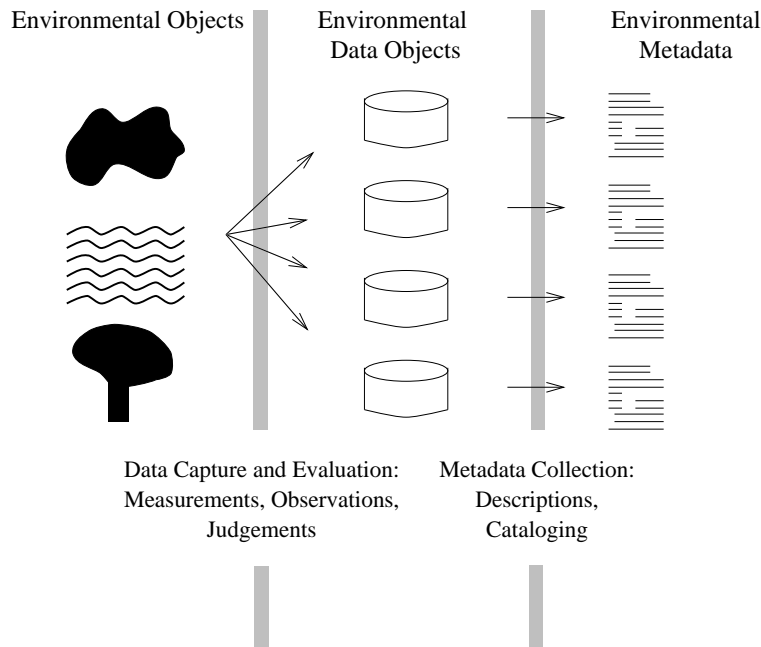 Environmental Objects
Environmental
Data Objects
Environmental
Metadata
Data Capture and Evaluation:
Measurements, Observations,
Judgements
Metadata Collection:
Descriptions,
Cataloging